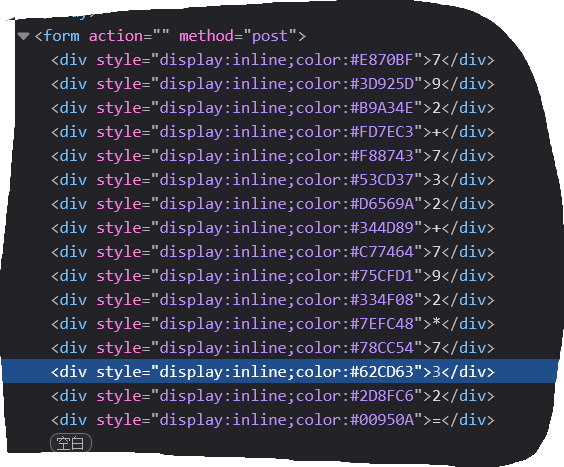 <form action="" method="post">
<div style="display:inline;color:#E870BF">7</div>
<div style="display:inline;color:#3D925D">9</div>
<div style="display:inline;color:#B9A34E">2</div>
<div style="display:inline;color:#FD7EC3">+</div>
<div style="display:inline;color:#F88743">7</div>
<div style="display:inline;color:#53CD37">3</div>
<div style="display:inline;color:#D6569A">2</div>
<div style="display:inline;color:#344D89">+</div>
<div style="display:inline;color:#C77464">7</div>
<div style="display:inline;color:#75CFD1">9</div>
<div style="display:inline;color:#334F08">2</div>
<div style="display:inline;color:#7EFC48">*</div>
<div style="display:inline;color:#78CC54">7</div>
<div style="display:inline;color:#62CD63">3</div>
<div style="display:inline;color:#2D8FC6">2</div>
<div style="display:inline;color:#00950A">=</div>
空白